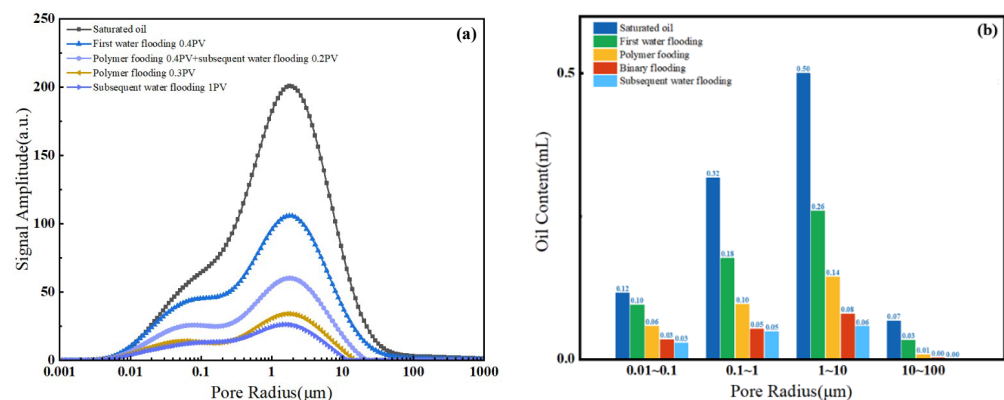 250
200
150
100
50
0
Signal Amplitude(a.u.)
0.001
0.01
0.1
1
10
100
1000
Pore Radius(μm)
(a)
Saturated oil
First water flooding 0.4PV
Polymer fooding 0.4PV+subsequent water flooding 0.2PV
Polymer flooding 0.3PV
Subsequent water flooding 1PV
(b)
Saturated oil
First water flooding
Polymer fooding
Binary flooding
Subsequent water flooding
0.5
0.0
Oil Content(mL)
0.12
0.10
0.06
0.03
0.03
0.32
0.18
0.10
0.05
0.05
0.50
0.26
0.14
0.08
0.06
0.07
0.03
0.01
0.00
0.00
0.01~0.1
0.1~1
1~10
10~100
Pore Radius(μm)